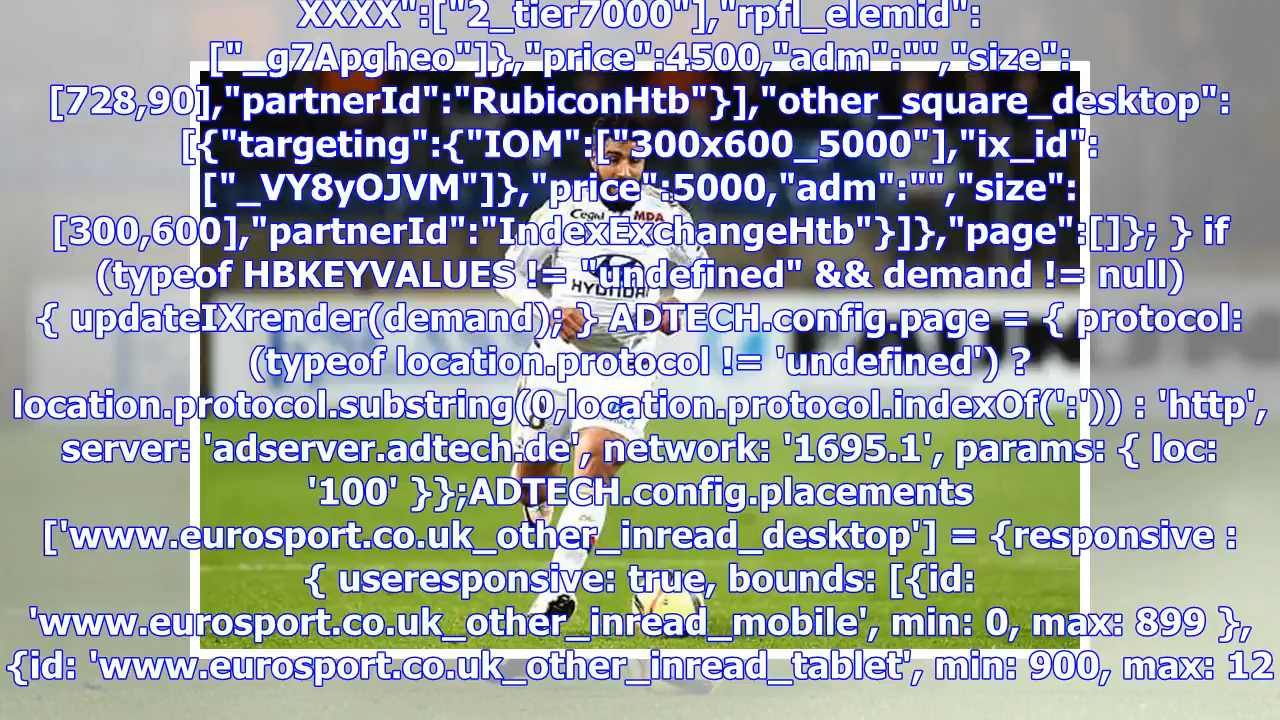 XXXX":["2_tier7000"],"rpfl_elemid":
["_g7Apgheo"]},"price":4500,"adm":"","size":
[728,90],"partnerId":"RubiconHtb"}],"other_square_desktop":
[{"targeting":{"IOM":["300x600_5000"],"ix_id":
["_VY8yOJVM"]},"price":5000,"adm":"","size":
Cegid MDA
[300,600],"partnerId":"IndexExchangeHtb"}]},"page":[]}; } if
(typeof HBKEYVALUES != "undefined" && demand != null)
HYUNDAI
{ updateIXrender(demand); } ADTECH.config.page = { protocol:
(typeof location.protocol != 'undefined') ?
location.protocol.substring(0,location.protocol.indexOf(':')) : 'http',
server: 'adserver.adtech.de', network: '1695.1', params: { loc:
'100' }};ADTECH.config.placements
['www.eurosport.co.uk_other_inread_desktop'] = {responsive :
{ useresponsive: true, bounds: [{id:
'www.eurosport.co.uk_other_inread_mobile', min: 0, max: 899 },
{id: 'www.eurosport.co.uk_other_inread_tablet', min: 900, max: 12